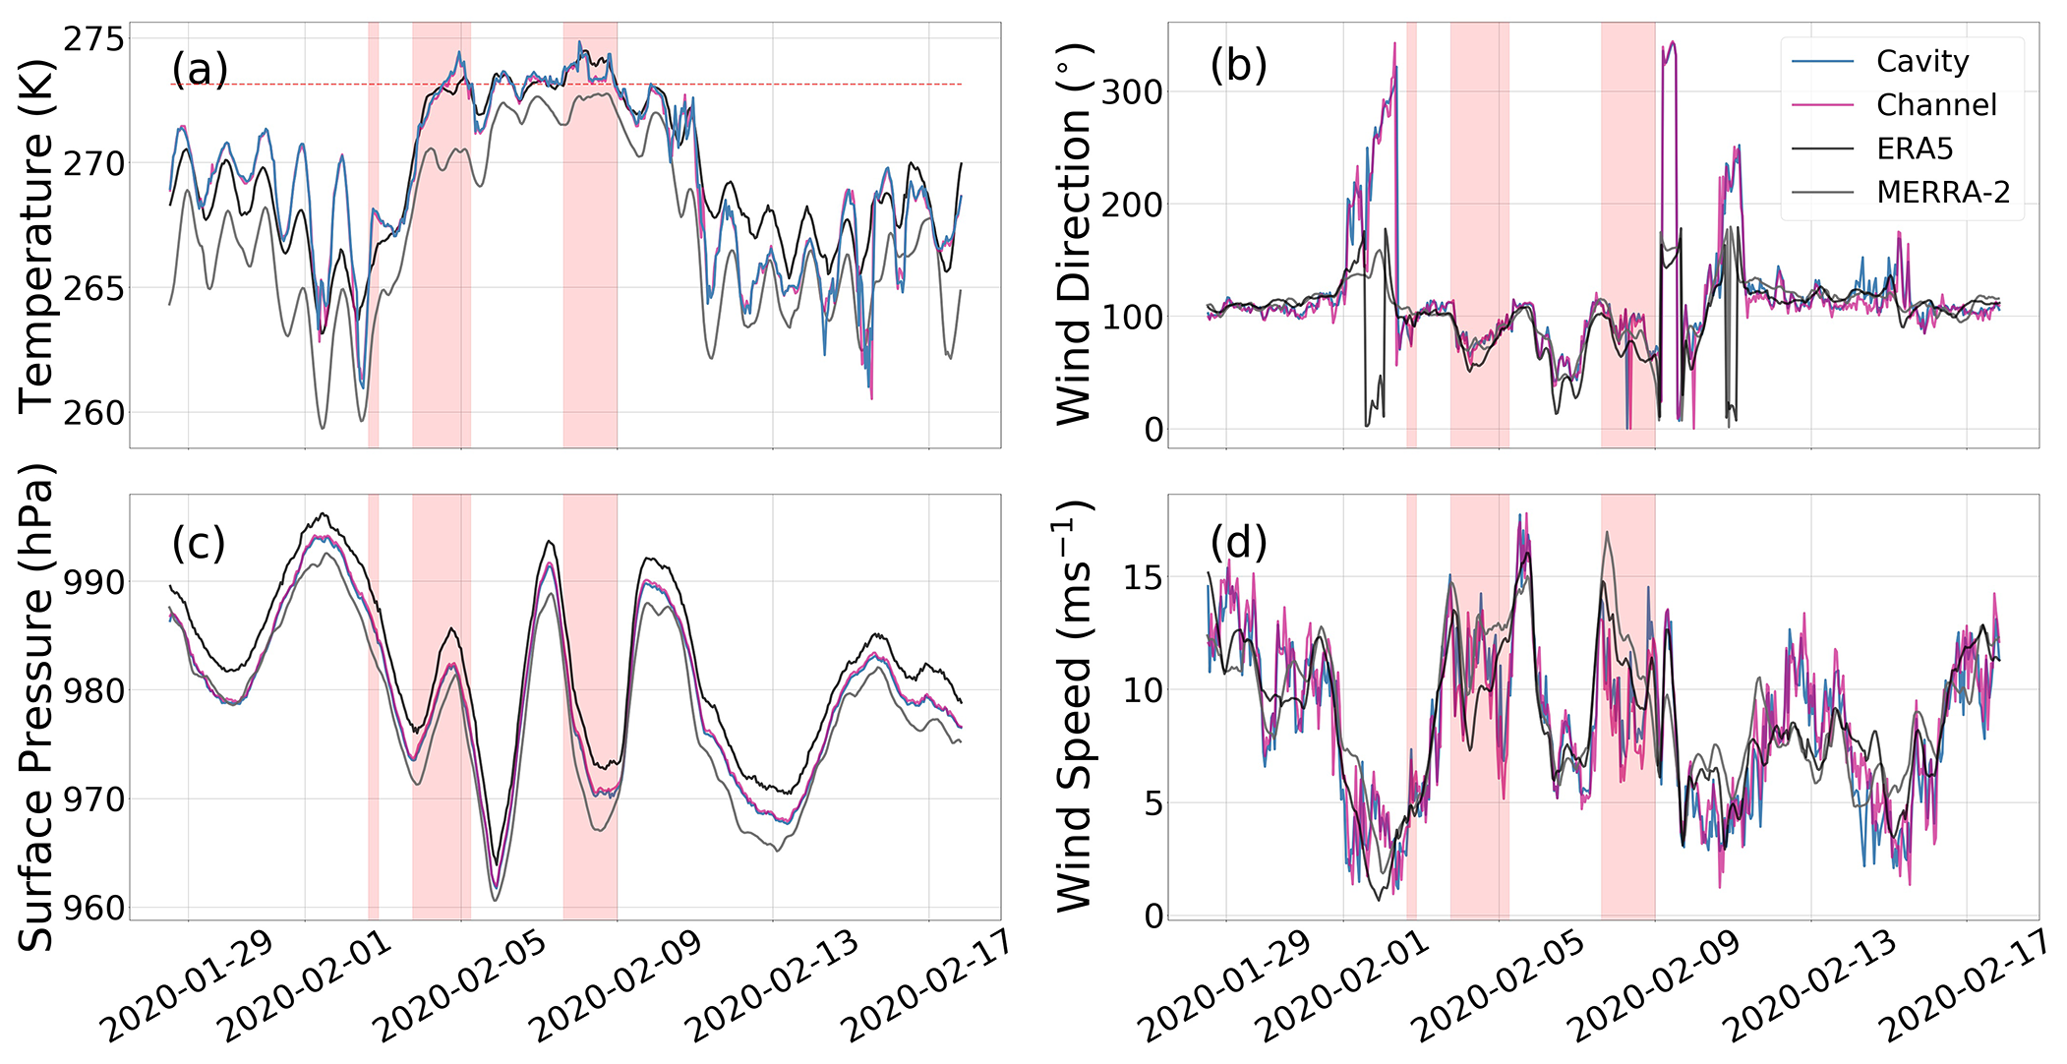 (a)
Temperature (K)
275
270
265
260
(b)
Wind Direction (°)
300
200
100
0
Cavity
Channel
ERA5
MERRA-2
(c)
Surface Pressure (hPa)
990
980
970
960
2020-01-29
2020-02-01
2020-02-05
2020-02-09
2020-02-13
2020-02-17
(d)
Wind Speed (ms⁻¹)
15
10
5
0
2020-01-29
2020-02-01
2020-02-05
2020-02-09
2020-02-13
2020-02-17